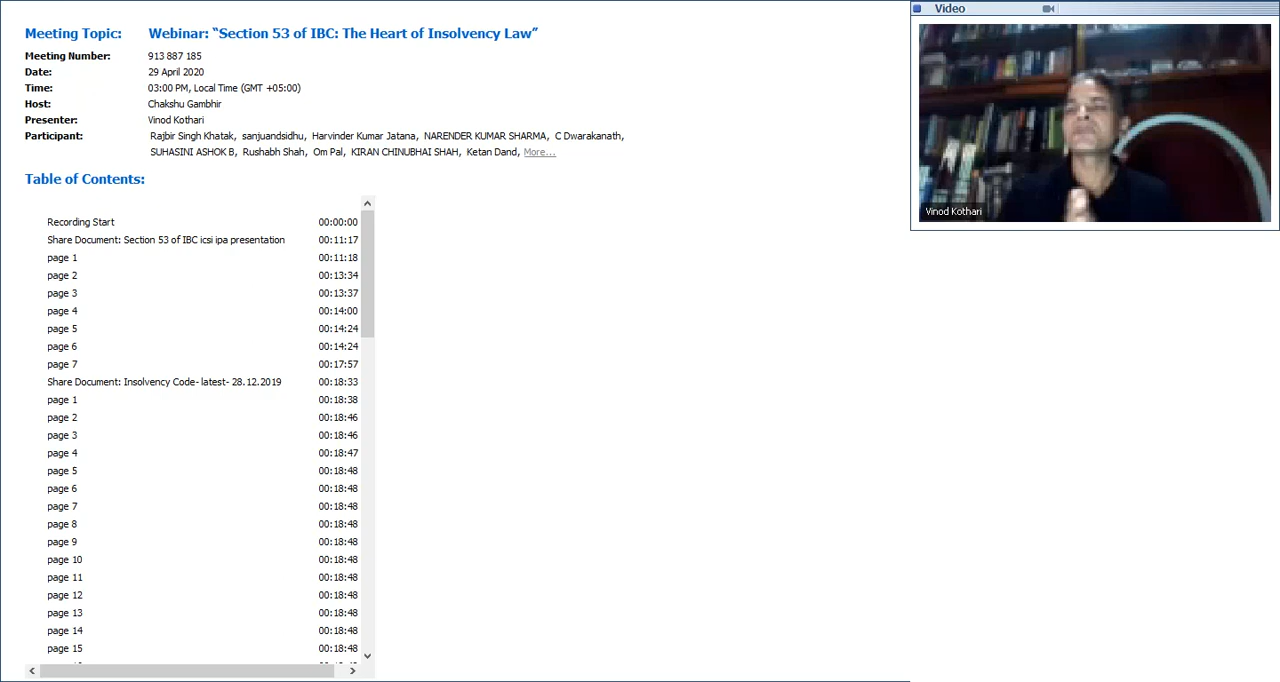 Meeting Topic: Webinar: “Section 53 of IBC: The Heart of Insolvency Law”
Meeting Number: 913 887 185
Date: 29 April 2020
Time: 03:00 PM, Local Time (GMT +05:00)
Host: Chakshu Gambhir
Presenter: Vinod Kothari
Participant: Rajbir Singh Khatak, sanjuandsidhu, Harvinder Kumar Jatana, NARENDER KUMAR SHARMA, C Dwarakanath,
SUHASINI ASHOK B, Rushabh Shah, Om Pal, KIRAN CHINUBHAI SHAH, Ketan Dand, More...
Table of Contents:
Recording Start 00:00:00
Share Document: Section 53 of IBC icsi ipa presentation 00:11:17
page 1 00:11:18
page 2 00:13:34
page 3 00:13:37
page 4 00:14:00
page 5 00:14:24
page 6 00:14:24
page 7 00:17:57
Share Document: Insolvency Code- latest- 28.12.2019 00:18:33
page 1 00:18:38
page 2 00:18:46
page 3 00:18:46
page 4 00:18:47
page 5 00:18:48
page 6 00:18:48
page 7 00:18:48
page 8 00:18:48
page 9 00:18:48
page 10 00:18:48
page 11 00:18:48
page 12 00:18:48
page 13 00:18:48
page 14 00:18:48
page 15 00:18:48
Video
Vinod Kothari